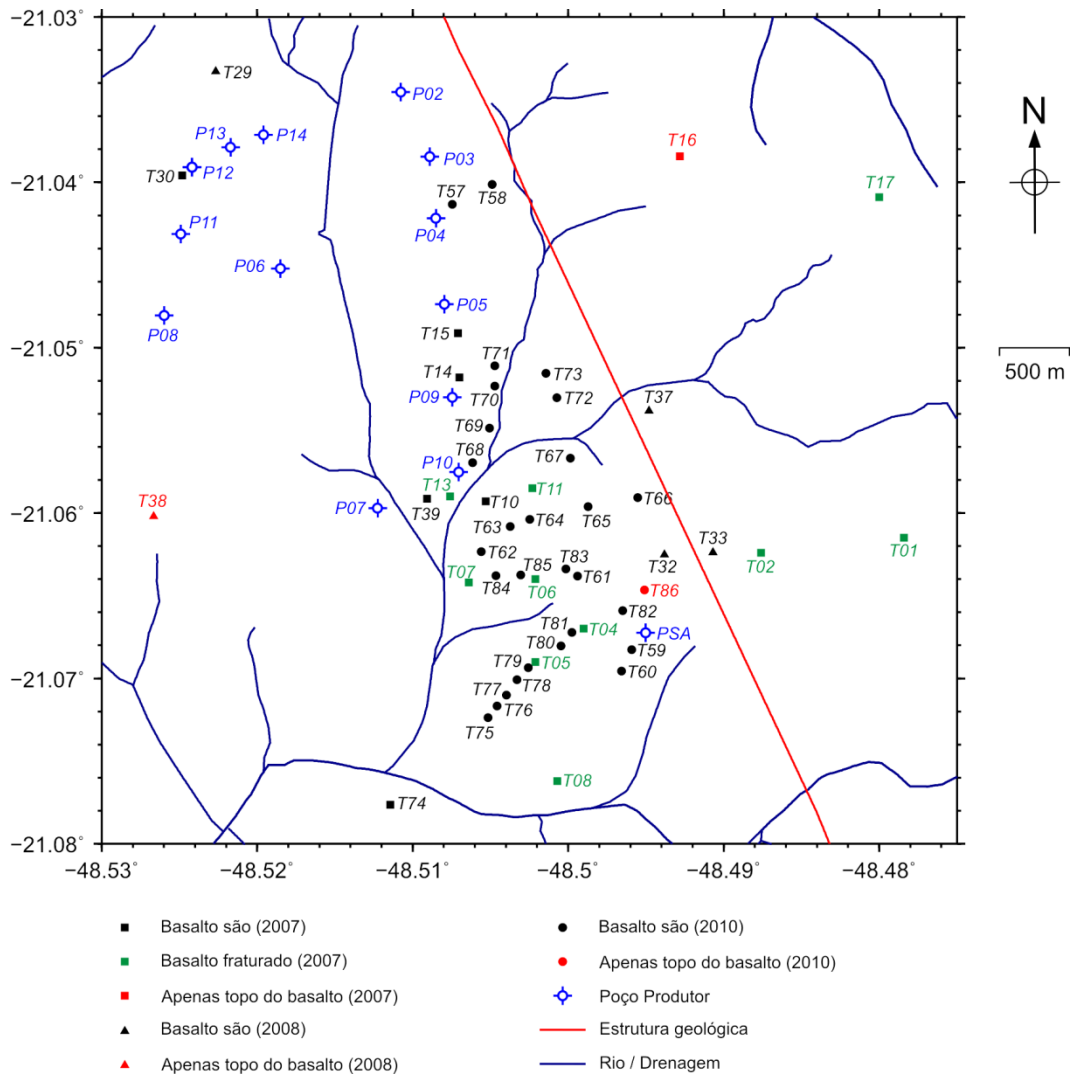 −21.03°
T29
P02
N
P13
P14
T16
P03
P12
T30
−21.04°
T57
T58
T17
P11
P04
P06
P05
P08
T15
−21.05°
T71
T14
T73
500 m
P09
T70
T72
T37
T69
T68
T67
P10
T13
T11
T38
T66
−21.06°
P07
T39
T10
T64
T65
T63
T33
T01
T62
T85
T83
T02
T07
T32
T84
T06
T61
T86
T82
T81
T04
PSA
T80
T59
T79
T05
−21.07°
T78
T60
T77
T76
T75
T08
T74
−21.08°
−48.53° −48.52° −48.51° −48.5° −48.49° −48.48°
Basalto são (2007)
Basalto fraturado (2007)
Apenas topo do basalto (2007)
Basalto são (2008)
Apenas topo do basalto (2008)
Basalto são (2010)
Apenas topo do basalto (2010)
Poço Produtor
Estrutura geológica
Rio / Drenagem